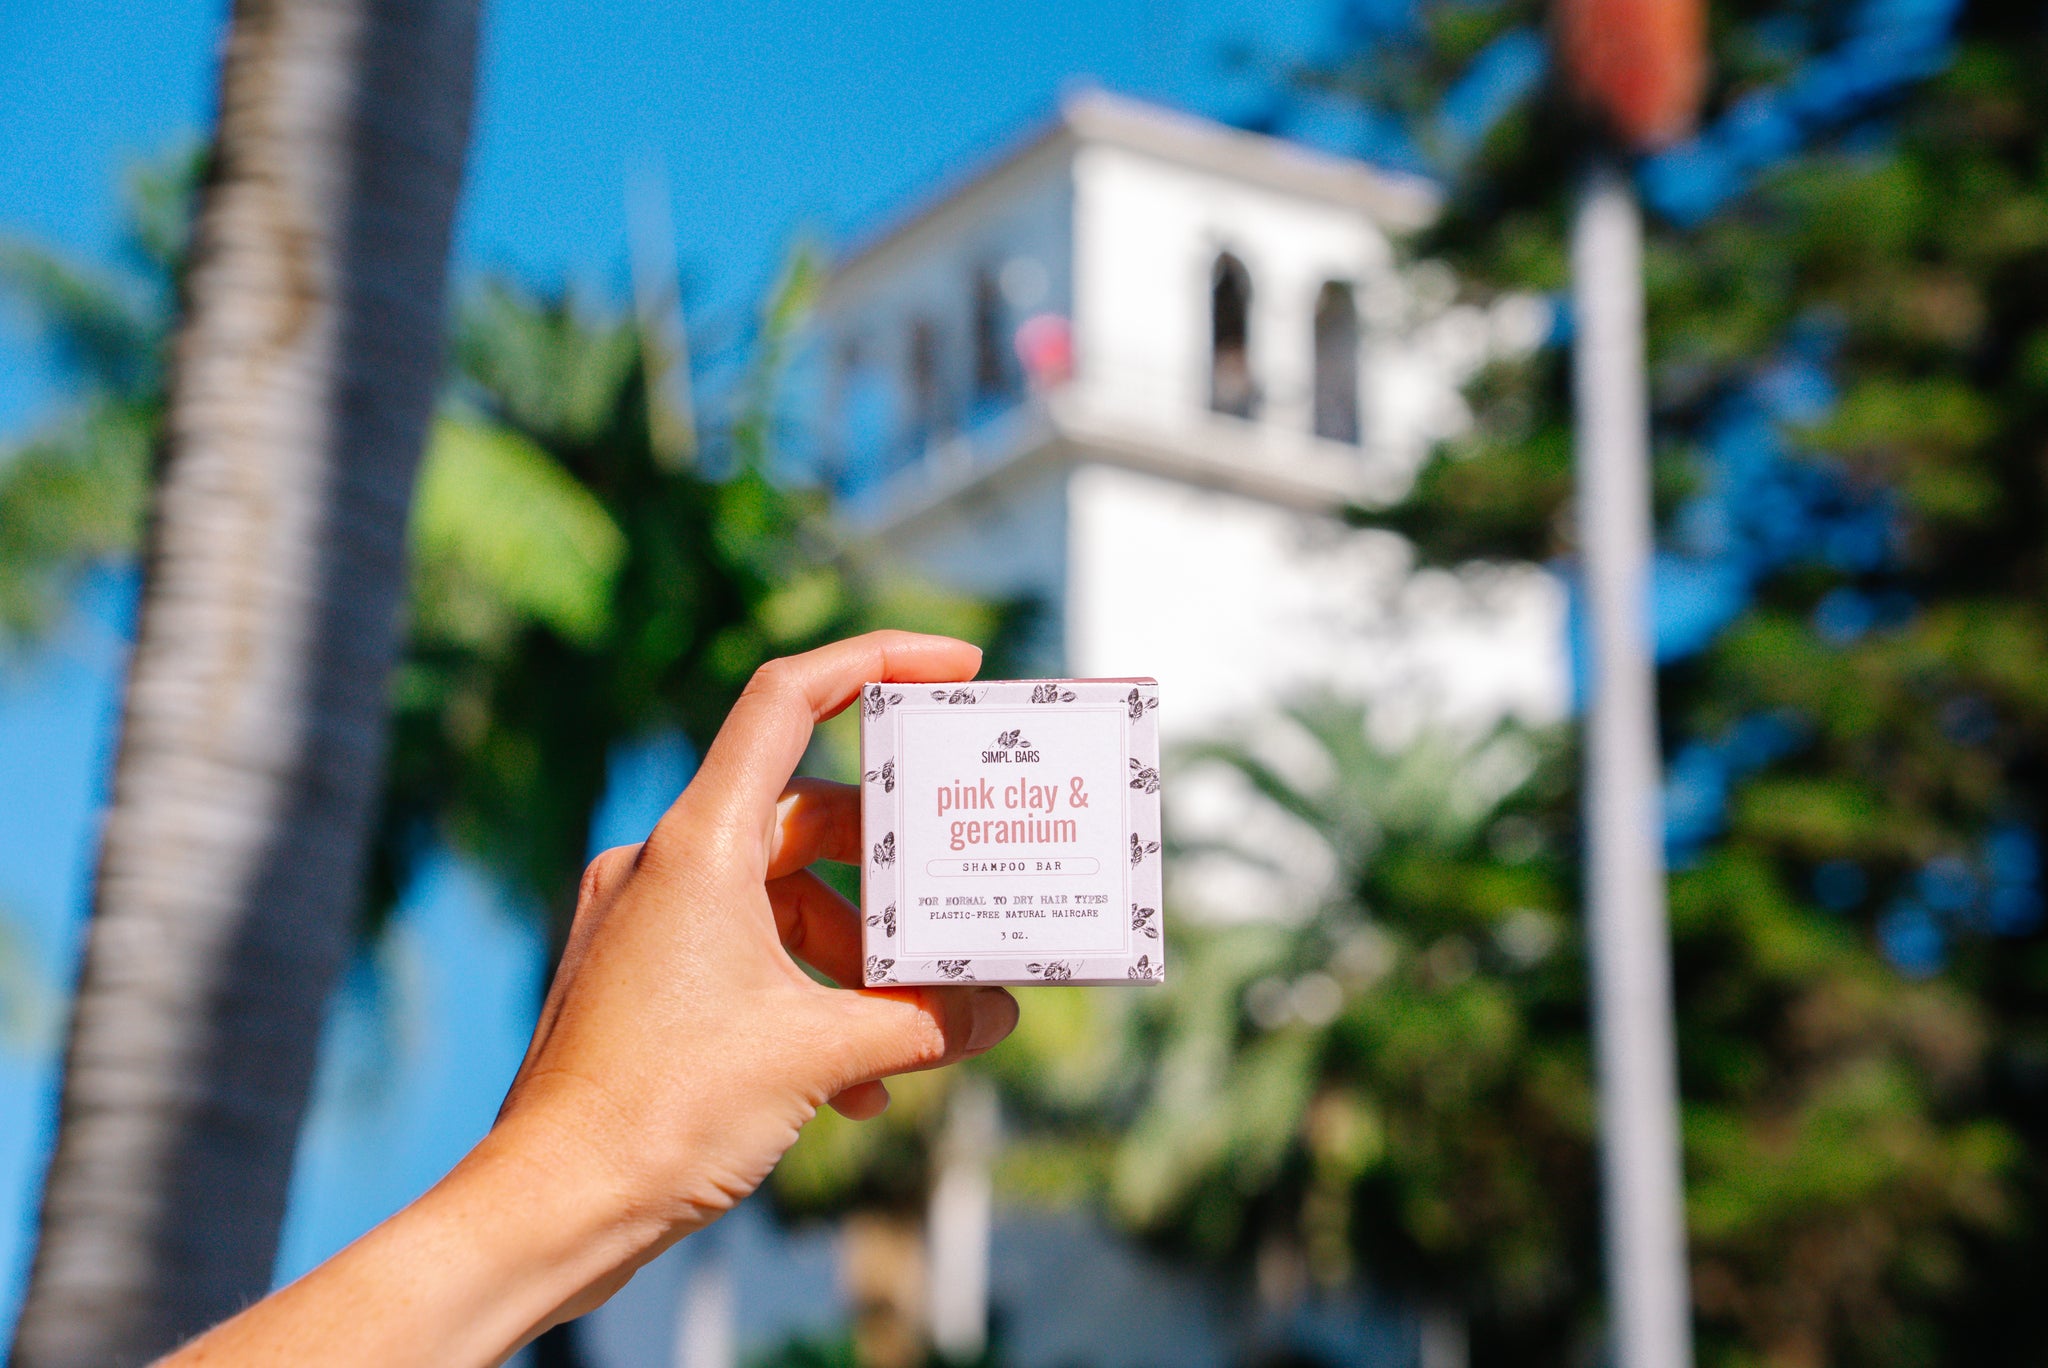 SIMPL. BARS
pink clay &
geranium
SHAMPOO BAR
FOR NORMAL TO DRY HAIR TYPES
PLASTIC-FREE NATURAL HAIRCARE
3 OZ.